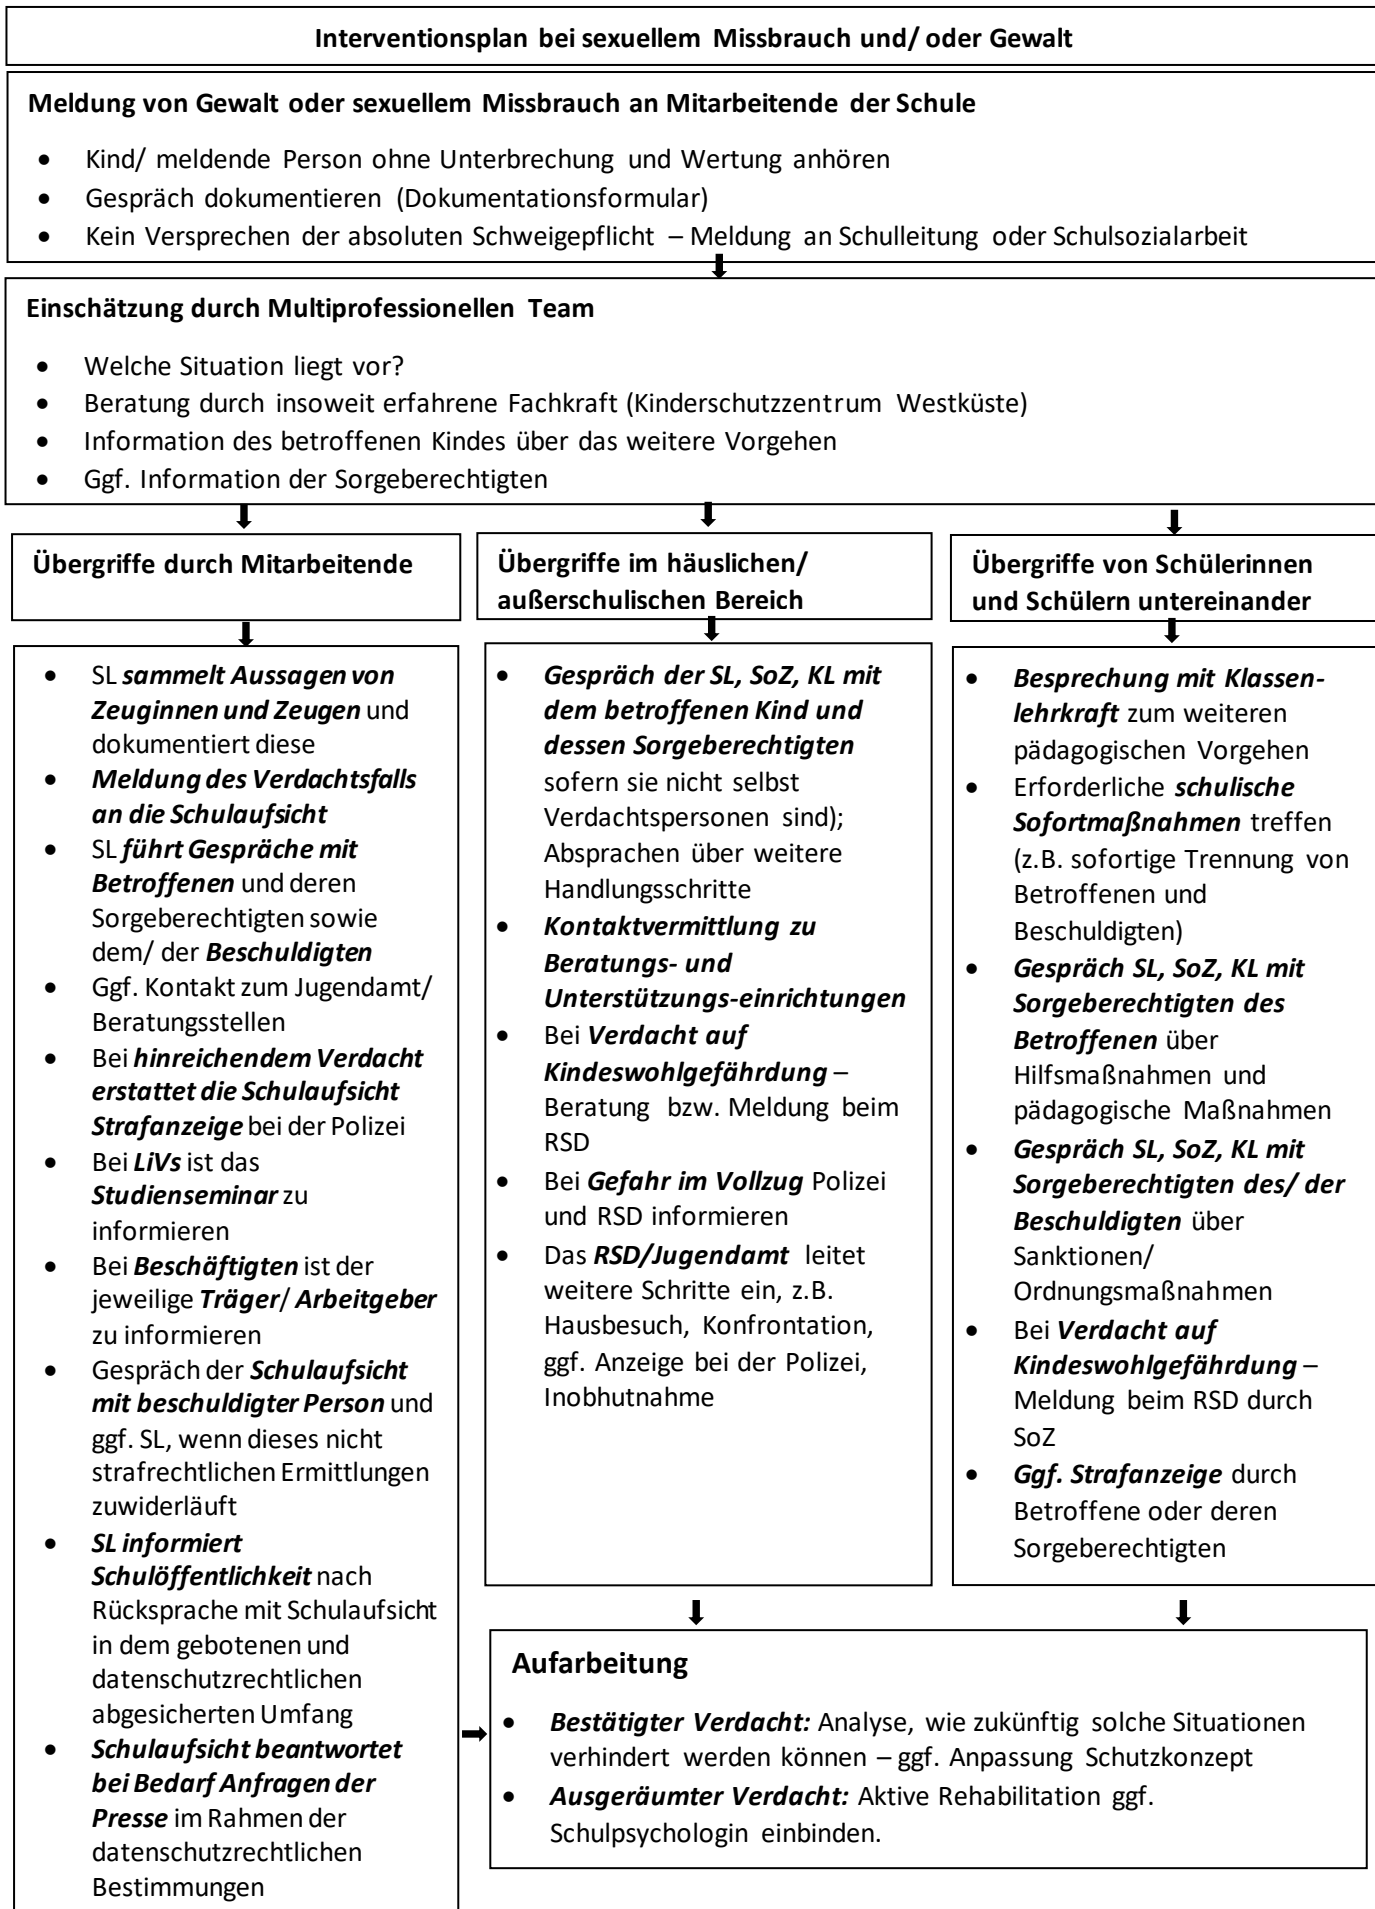 Interventionsplan bei sexuellem Missbrauch und/ oder Gewalt
Meldung von Gewalt oder sexuellem Missbrauch an Mitarbeitende der Schule
• Kind/ meldende Person ohne Unterbrechung und Wertung anhören
• Gespräch dokumentieren (Dokumentationsformular)
• Kein Versprechen der absoluten Schweigepflicht – Meldung an Schulleitung oder Schulsozialarbeit
Einschätzung durch Multiprofessionellen Team
• Welche Situation liegt vor?
• Beratung durch insoweit erfahrene Fachkraft (Kinderschutzzentrum Westküste)
• Information des betroffenen Kindes über das weitere Vorgehen
• Ggf. Information der Sorgeberechtigten
Übergriffe durch Mitarbeitende
• SL sammelt Aussagen von
Zeuginnen und Zeugen und
dokumentiert diese
• Meldung des Verdachtsfalls
an die Schulaufsicht
• SL führt Gespräche mit
Betroffenen und deren
Sorgeberechtigten sowie
dem/ der Beschuldigten
• Ggf. Kontakt zum Jugendamt/
Beratungsstellen
• Bei hinreichendem Verdacht
erstattet die Schulaufsicht
Strafanzeige bei der Polizei
• Bei LiVs ist das
Studienseminar zu
informieren
• Bei Beschäftigten ist der
jeweilige Träger/ Arbeitgeber
zu informieren
• Gespräch der Schulaufsicht
mit beschuldigter Person und
ggf. SL, wenn dieses nicht
strafrechtlichen Ermittlungen
zuwiderläuft
• SL informiert
Schulöffentlichkeit nach
Rücksprache mit Schulaufsicht
in dem gebotenen und
datenschutzrechtlichen
abgesicherten Umfang
• Schulaufsicht beantwortet
bei Bedarf Anfragen der
Presse im Rahmen der
datenschutzrechtlichen
Bestimmungen
Übergriffe im häuslichen/
außerschulischen Bereich
• Gespräch der SL, SoZ, KL mit
dem betroffenen Kind und
dessen Sorgeberechtigten
sofern sie nicht selbst
Verdachtspersonen sind);
Absprachen über weitere
Handlungsschritte
• Kontaktvermittlung zu
Beratungs- und
Unterstützungs-einrichtungen
• Bei Verdacht auf
Kindeswohlgefährdung –
Beratung bzw. Meldung beim
RSD
• Bei Gefahr im Vollzug Polizei
und RSD informieren
• Das RSD/Jugendamt leitet
weitere Schritte ein, z.B.
Hausbesuch, Konfrontation,
ggf. Anzeige bei der Polizei,
Inobhutnahme
Übergriffe von Schülerinnen
und Schülern untereinander
• Besprechung mit Klassen-
lehrkraft zum weiteren
pädagogischen Vorgehen
• Erforderliche schulische
Sofortmaßnahmen treffen
(z.B. sofortige Trennung von
Betroffenen und
Beschuldigten)
• Gespräch SL, SoZ, KL mit
Sorgeberechtigten des
Betroffenen über
Hilfsmaßnahmen und
pädagogische Maßnahmen
• Gespräch SL, SoZ, KL mit
Sorgeberechtigten des/ der
Beschuldigten über
Sanktionen/
Ordnungsmaßnahmen
• Bei Verdacht auf
Kindeswohlgefährdung –
Meldung beim RSD durch
SoZ
• Ggf. Strafanzeige durch
Betroffene oder deren
Sorgeberechtigten
Aufarbeitung
• Bestätigter Verdacht: Analyse, wie zukünftig solche Situationen
verhindert werden können – ggf. Anpassung Schutzkonzept
• Ausgeräumter Verdacht: Aktive Rehabilitation ggf.
Schulpsychologin einbinden.